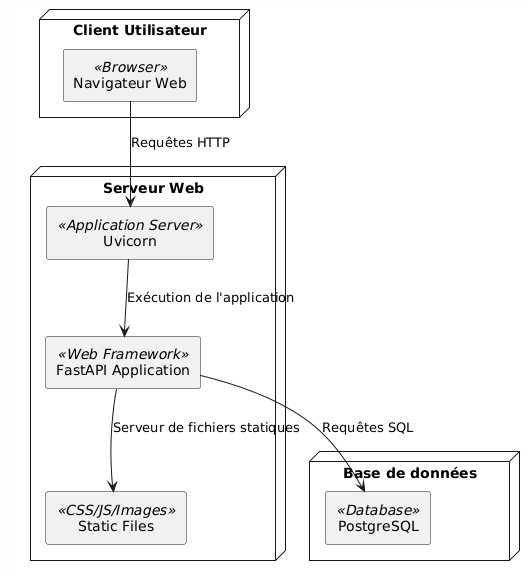 Client Utilisateur
«Browser»
Navigateur Web
Requêtes HTTP
Serveur Web
«Application Server»
Uvicorn
Exécution de l'application
«Web Framework»
FastAPI Application
Serveur de fichiers statiques
Requêtes SQL
Base de données
«CSS/JS/Images»
Static Files
«Database»
PostgreSQL